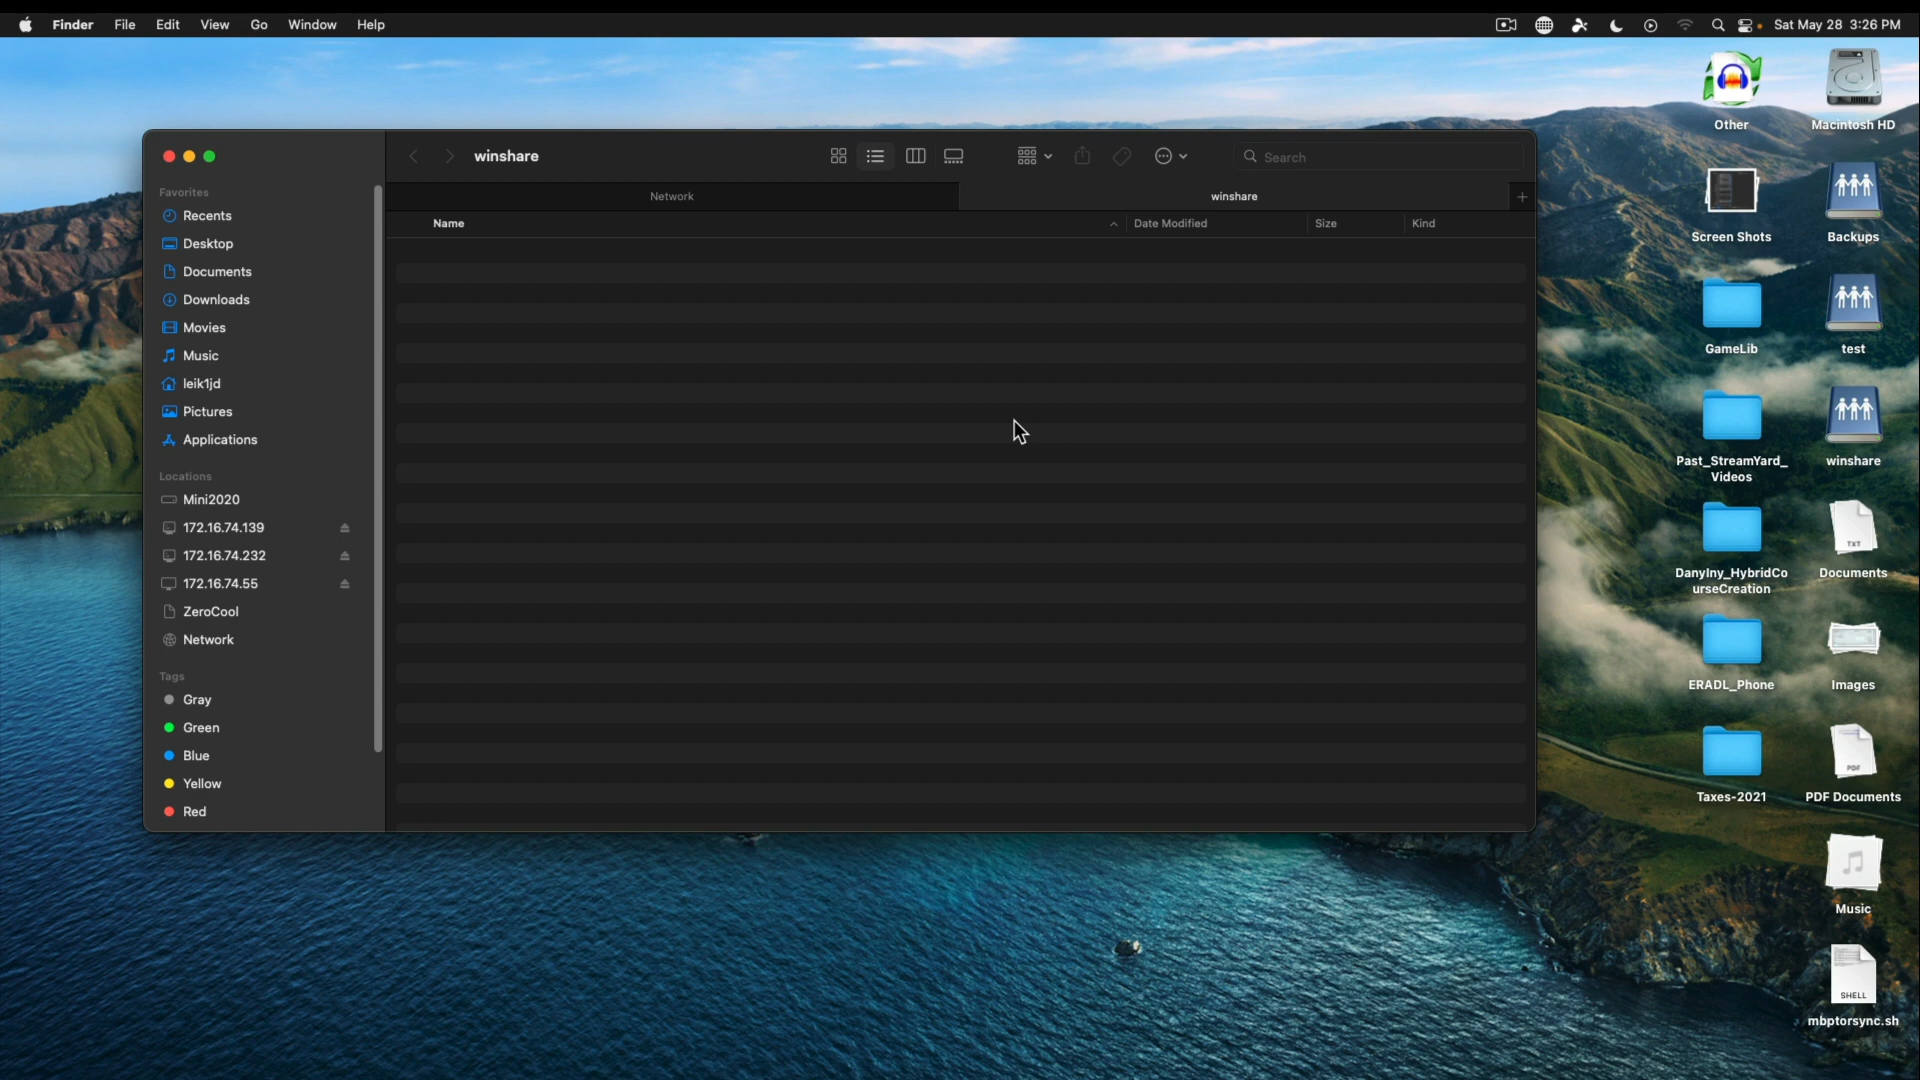 Finder File Edit View Go Window Help
Sat May 28 3:26 PM
winshare
Search
Network
winshare
Name
Date Modified
Size
Kind
Favorites
Recents
Desktop
Documents
Downloads
Movies
Music
leik1jd
Pictures
Applications
Locations
Mini2020
172.16.74.139
172.16.74.232
172.16.74.55
ZeroCool
Network
Tags
Gray
Green
Blue
Yellow
Red
Other
Macintosh HD
Screen Shots
Backups
GameLib
test
Past_StreamYard_
Videos
winshare
DanyIny_HybridCo
urseCreation
TXT
Documents
ERADL_Phone
Images
Taxes-2021
PDF
PDF Documents
Music
SHELL
mbptorsync.sh